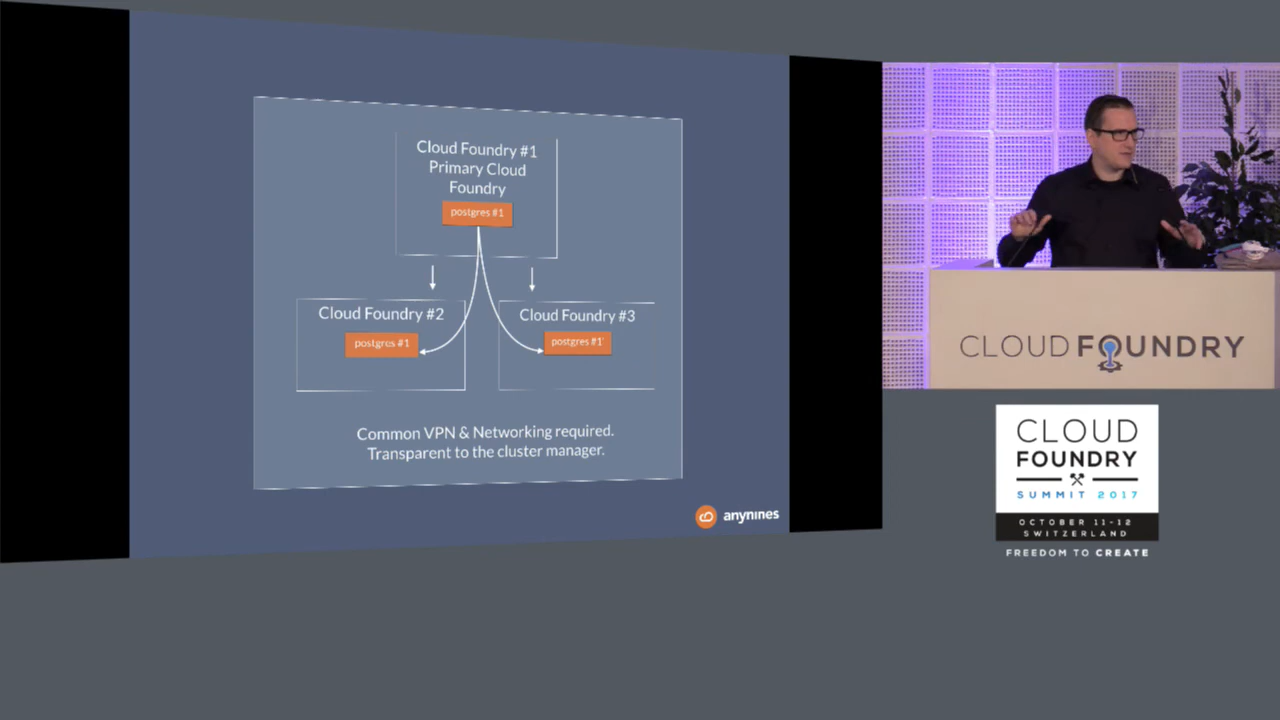 Cloud Foundry #1
Primary Cloud
Foundry
postgres #1
Cloud Foundry #2
postgres #1
Cloud Foundry #3
postgres #1'
Common VPN & Networking required.
Transparent to the cluster manager.
anynines
CLOUD FOUNDRY
CLOUD
FOUNDRY
SUMMIT 2017
OCTOBER 11-12
SWITZERLAND
FREEDOM TO CREATE